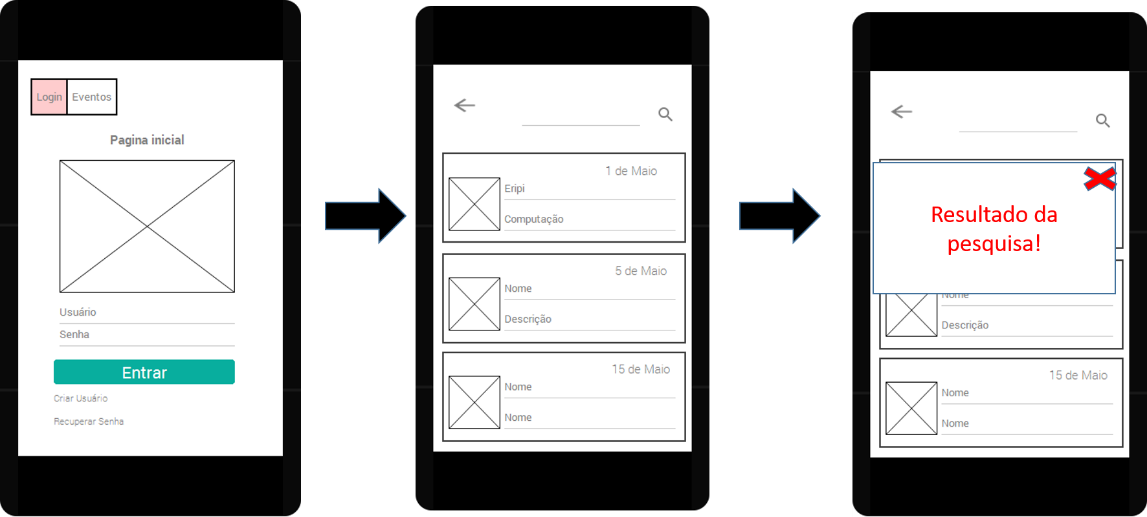 Login Eventos
Pagina inicial
Usuário
Senha
Entrar
Criar Usuário
Recuperar Senha
1 de Maio
Eripi
Computação
5 de Maio
Nome
Descrição
15 de Maio
Nome
Nome
Resultado da
pesquisa!
Nome
Descrição
15 de Maio
Nome
Nome